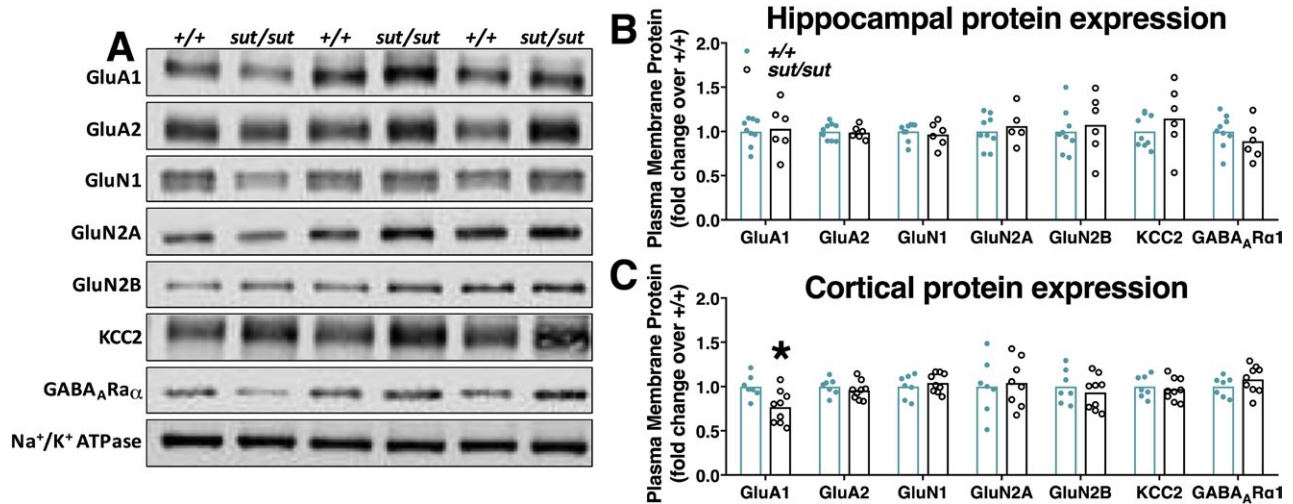 A
+/+ sut/sut +/+ sut/sut +/+ sut/sut
GluA1
GluA2
GluN1
GluN2A
GluN2B
KCC2
GABAARaα
Na+/K+ ATPase
B
Hippocampal protein expression
Plasma Membrane Protein
(fold change over +/+)
2.0
1.5
1.0
0.5
0.0
+/+
sut/sut
GluA1 GluA2 GluN1 GluN2A GluN2B KCC2 GABAARα1
C
Cortical protein expression
Plasma Membrane Protein
(fold change over +/+)
2.0
1.5
1.0
0.5
0.0
*
GluA1 GluA2 GluN1 GluN2A GluN2B KCC2 GABAARα1